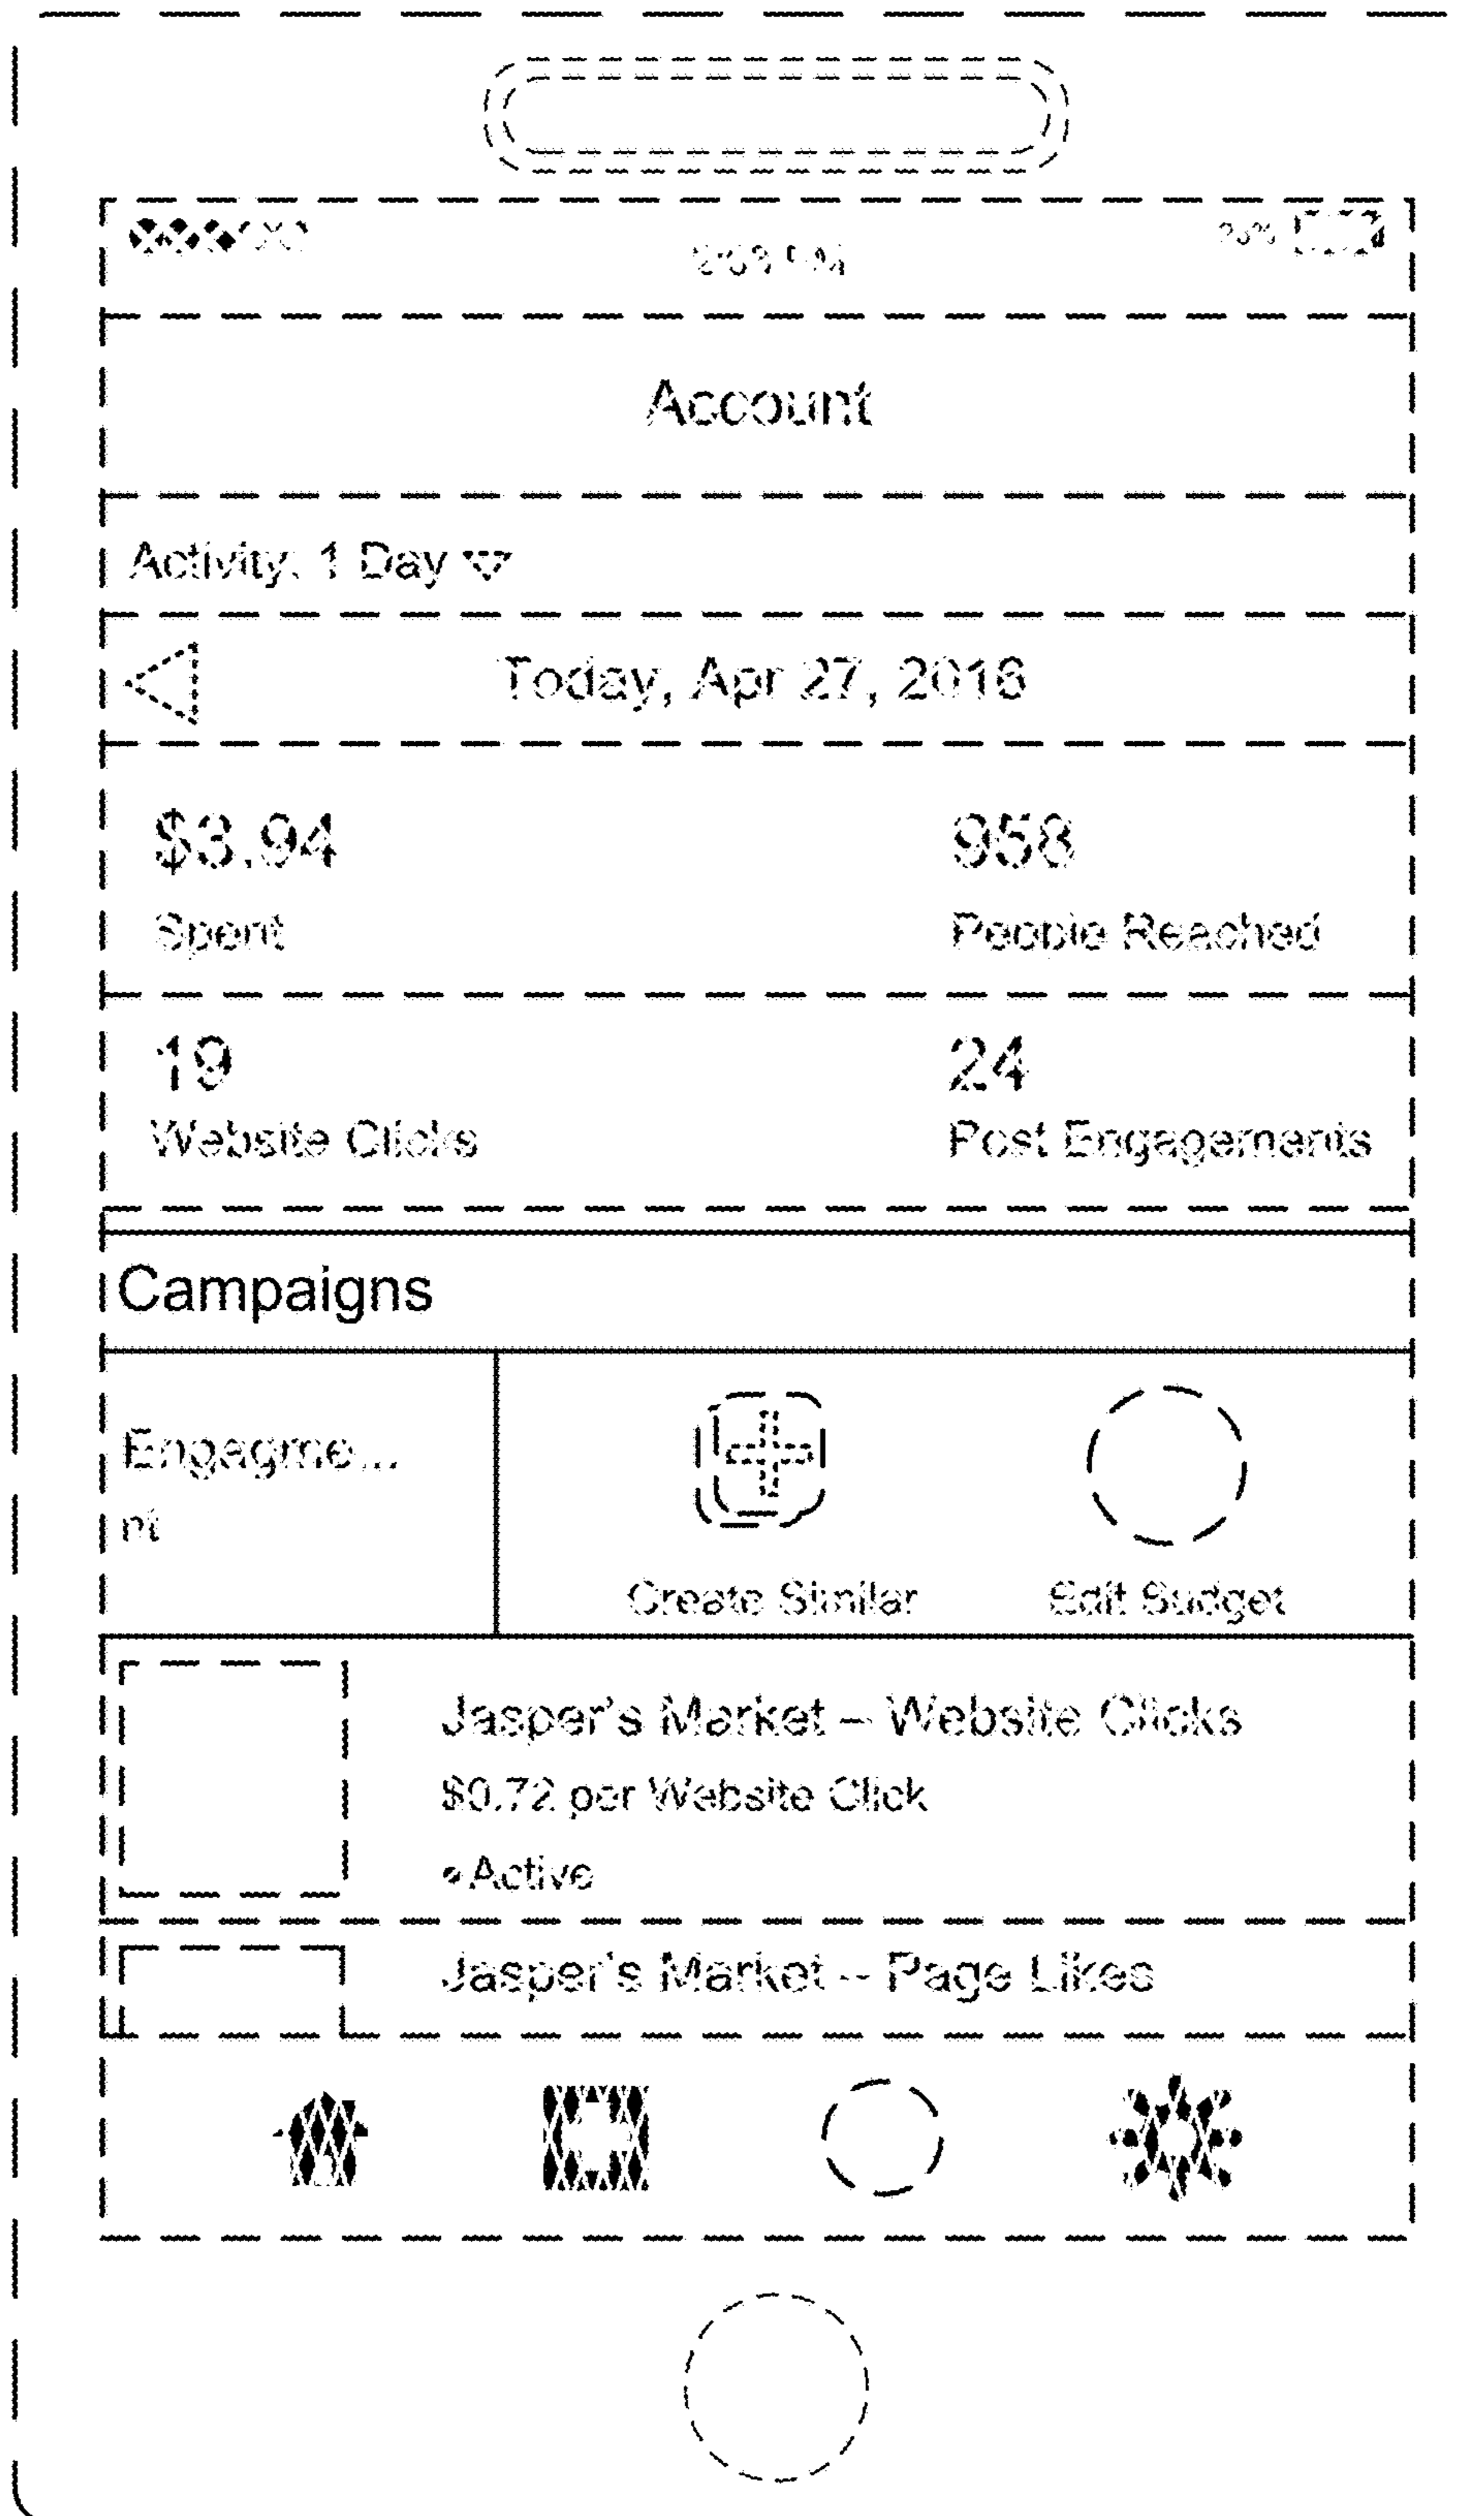 Account
Activity: 1 Day
Today, Apr 27, 2016
$3.94
958
Spent
People Reached
19
24
Website Clicks
Post Engagements
Campaigns
Engagme...
nt
Create Similar
Edit Budget
Jasper's Market – Website Clicks
$0.72 per Website Click
Active
Jasper's Market – Page Likes